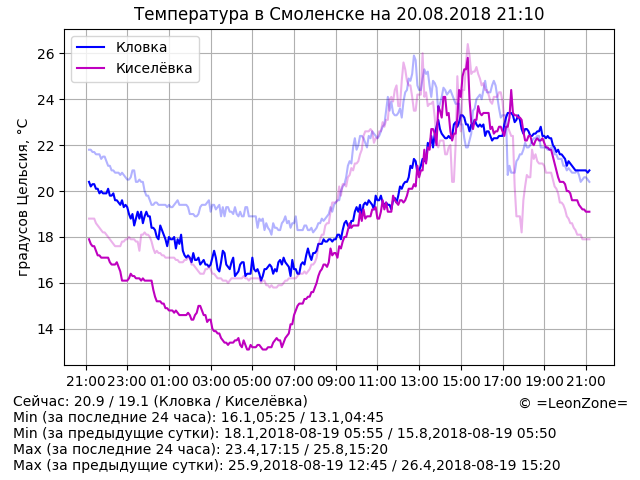 Температура в Смоленске на 20.08.2018 21:10
Кловка
Киселёвка
градусов Цельсия, °C
26
24
22
20
18
16
14
21:00 23:00 01:00 03:00 05:00 07:00 09:00 11:00 13:00 15:00 17:00 19:00 21:00
Сейчас: 20.9 / 19.1 (Кловка / Киселёвка)
© =LeonZone=
Min (за последние 24 часа): 16.1,05:25 / 13.1,04:45
Min (за предыдущие сутки): 18.1,2018-08-19 05:55 / 15.8,2018-08-19 05:50
Max (за последние 24 часа): 23.4,17:15 / 25.8,15:20
Max (за предыдущие сутки): 25.9,2018-08-19 12:45 / 26.4,2018-08-19 15:20